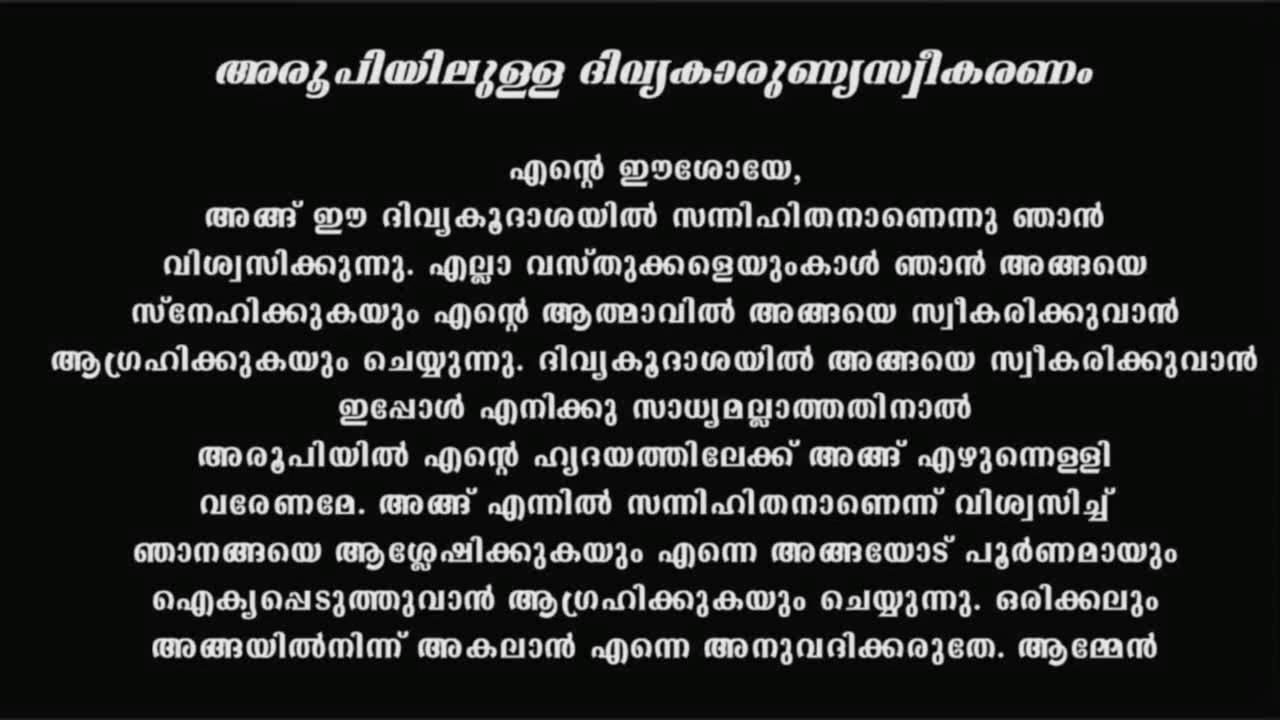 അരൂപിയിലുള്ള ദിവ്യകാരുണ്യസ്വീകരണം
എന്റെ ഈശോയേ,
അങ്ങ് ഈ ദിവ്യകൂദാശയിൽ സന്നിഹിതനാണെന്നു ഞാൻ
വിശ്വസിക്കുന്നു. എല്ലാ വസ്തുക്കളെയുംകാൾ ഞാൻ അങ്ങയെ
സ്നേഹിക്കുകയും എന്റെ ആത്മാവിൽ അങ്ങയെ സ്വീകരിക്കുവാൻ
ആഗ്രഹിക്കുകയും ചെയ്യുന്നു. ദിവ്യകൂദാശയിൽ അങ്ങയെ സ്വീകരിക്കുവാൻ
ഇപ്പോൾ എനിക്കു സാധ്യമല്ലാത്തതിനാൽ
അരൂപിയിൽ എന്റെ ഹൃദയത്തിലേക്ക് അങ്ങ് എഴുന്നെള്ളി
വരേണമേ. അങ്ങ് എന്നിൽ സന്നിഹിതനാണെന്ന് വിശ്വസിച്ച്
ഞാനങ്ങയെ ആശ്ലേഷിക്കുകയും എന്നെ അങ്ങയോട് പൂർണമായും
ഐക്യപ്പെടുത്തുവാൻ ആഗ്രഹിക്കുകയും ചെയ്യുന്നു. ഒരിക്കലും
അങ്ങയിൽനിന്ന് അകലാൻ എന്നെ അനുവദിക്കരുതേ. ആമ്മേൻ